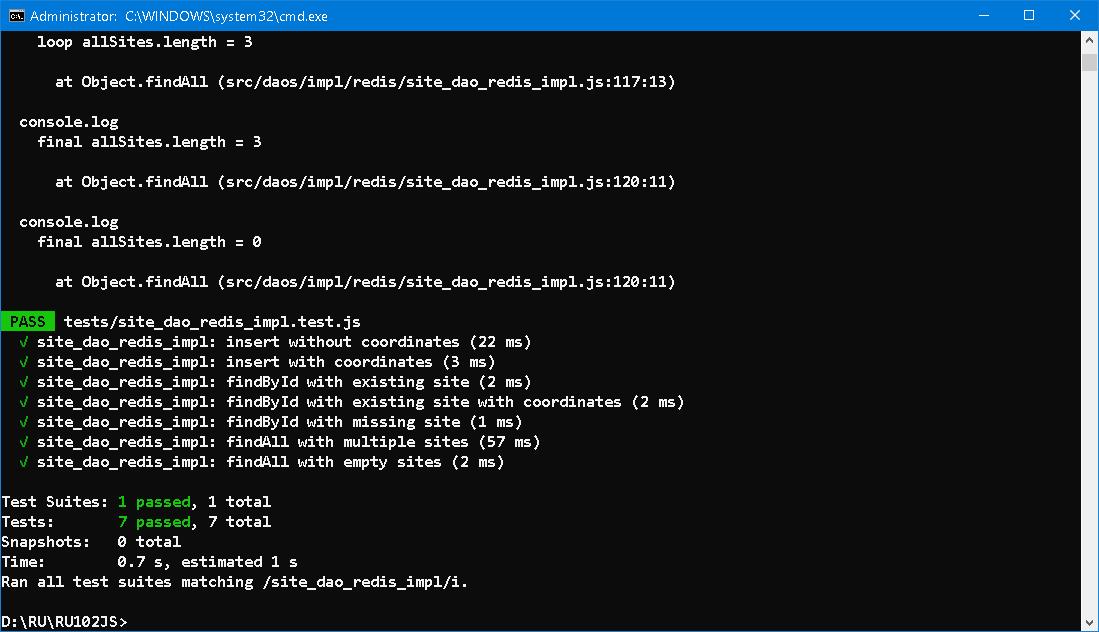 Administrator: C:\WINDOWS\system32\cmd.exe
loop allSites.length = 3
at Object.findAll (src/daos/impl/redis/site_dao_redis_impl.js:117:13)
console.log
final allSites.length = 3
at Object.findAll (src/daos/impl/redis/site_dao_redis_impl.js:120:11)
console.log
final allSites.length = 0
at Object.findAll (src/daos/impl/redis/site_dao_redis_impl.js:120:11)
PASS tests/site_dao_redis_impl.test.js
√ site_dao_redis_impl: insert without coordinates (22 ms)
√ site_dao_redis_impl: insert with coordinates (3 ms)
√ site_dao_redis_impl: findById with existing site (2 ms)
√ site_dao_redis_impl: findById with existing site with coordinates (2 ms)
√ site_dao_redis_impl: findById with missing site (1 ms)
√ site_dao_redis_impl: findAll with multiple sites (57 ms)
√ site_dao_redis_impl: findAll with empty sites (2 ms)
Test Suites: 1 passed, 1 total
Tests: 7 passed, 7 total
Snapshots: 0 total
Time: 0.7 s, estimated 1 s
Ran all test suites matching /site_dao_redis_impl/i.
D:\RU\RU102JS>